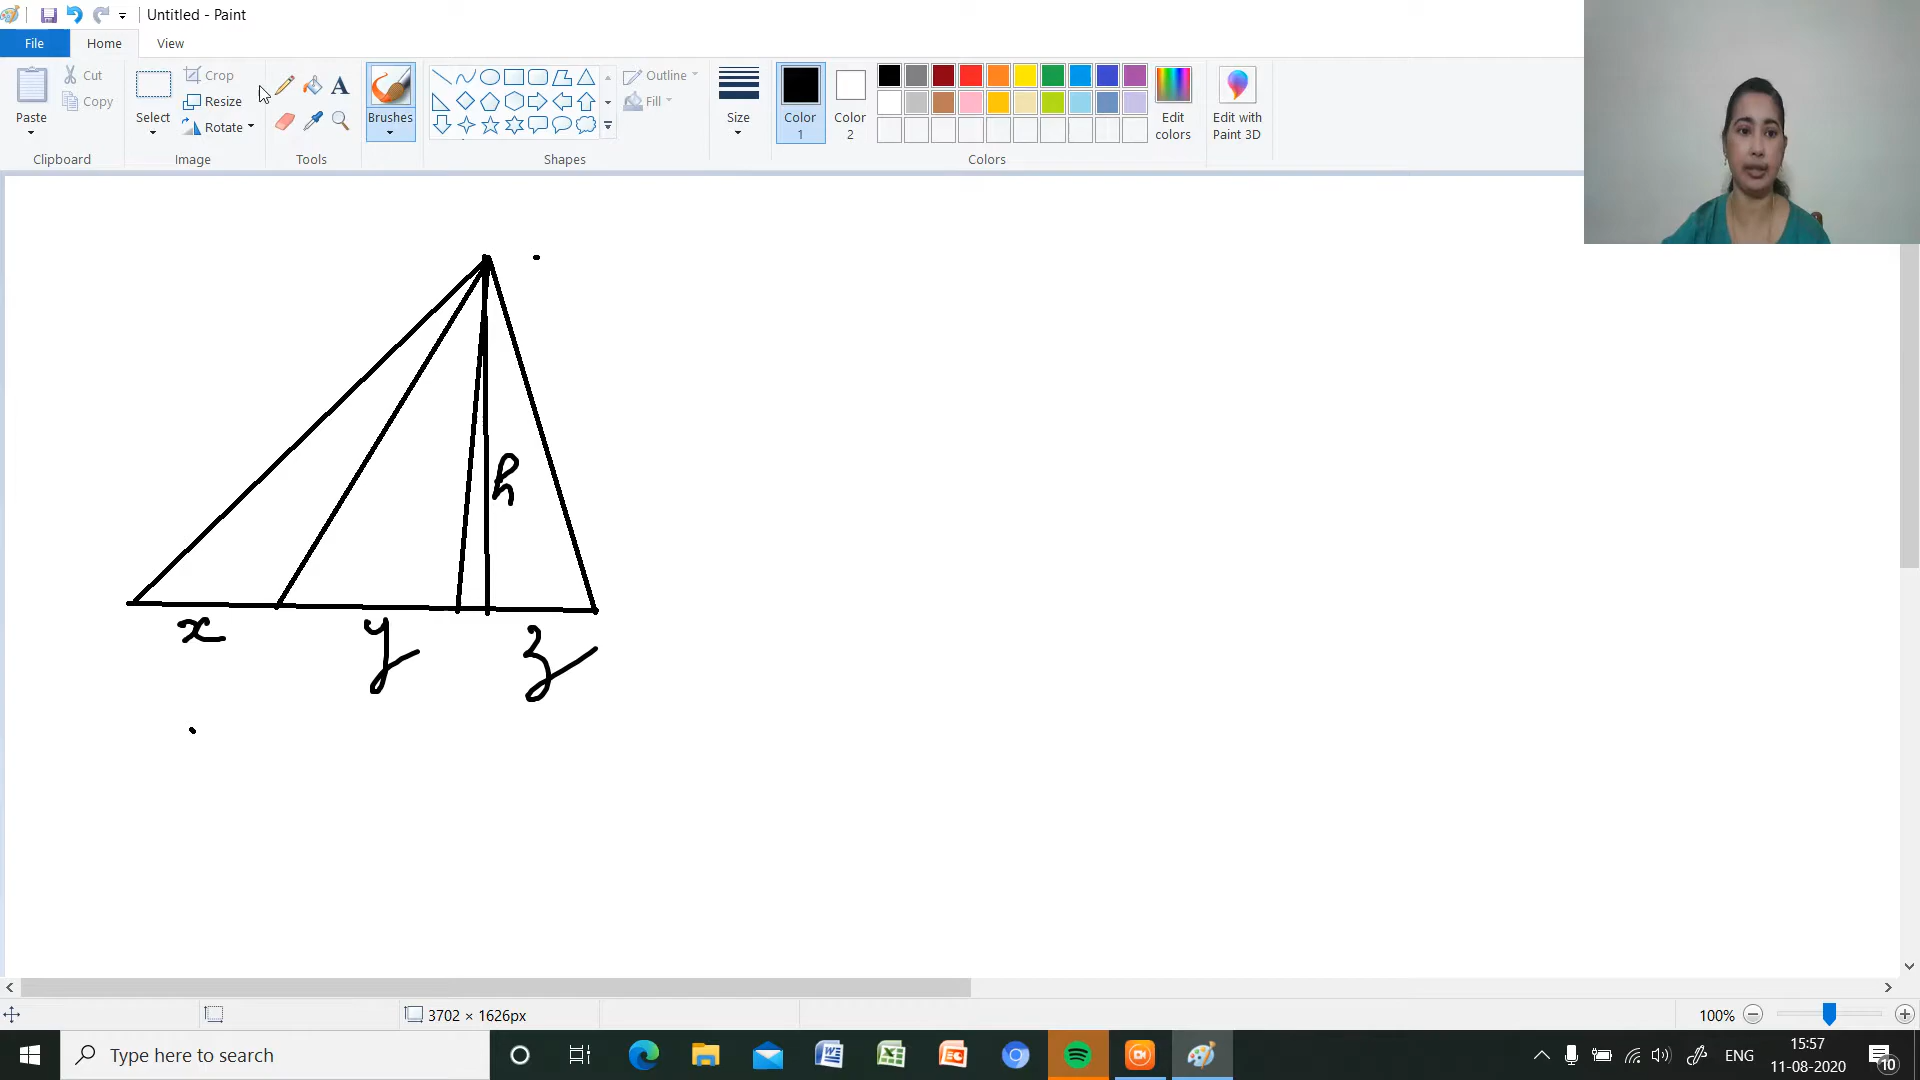 Untitled - Paint
File Home View
Paste Cut Copy Select Crop Resize Rotate Brushes Outline Fill Size Color 1 Color 2 Edit colors Edit with Paint 3D
Clipboard Image Tools Shapes Colors
h
x y z
3702 × 1626px 100%
Type here to search ENG 15:57 11-08-2020 10